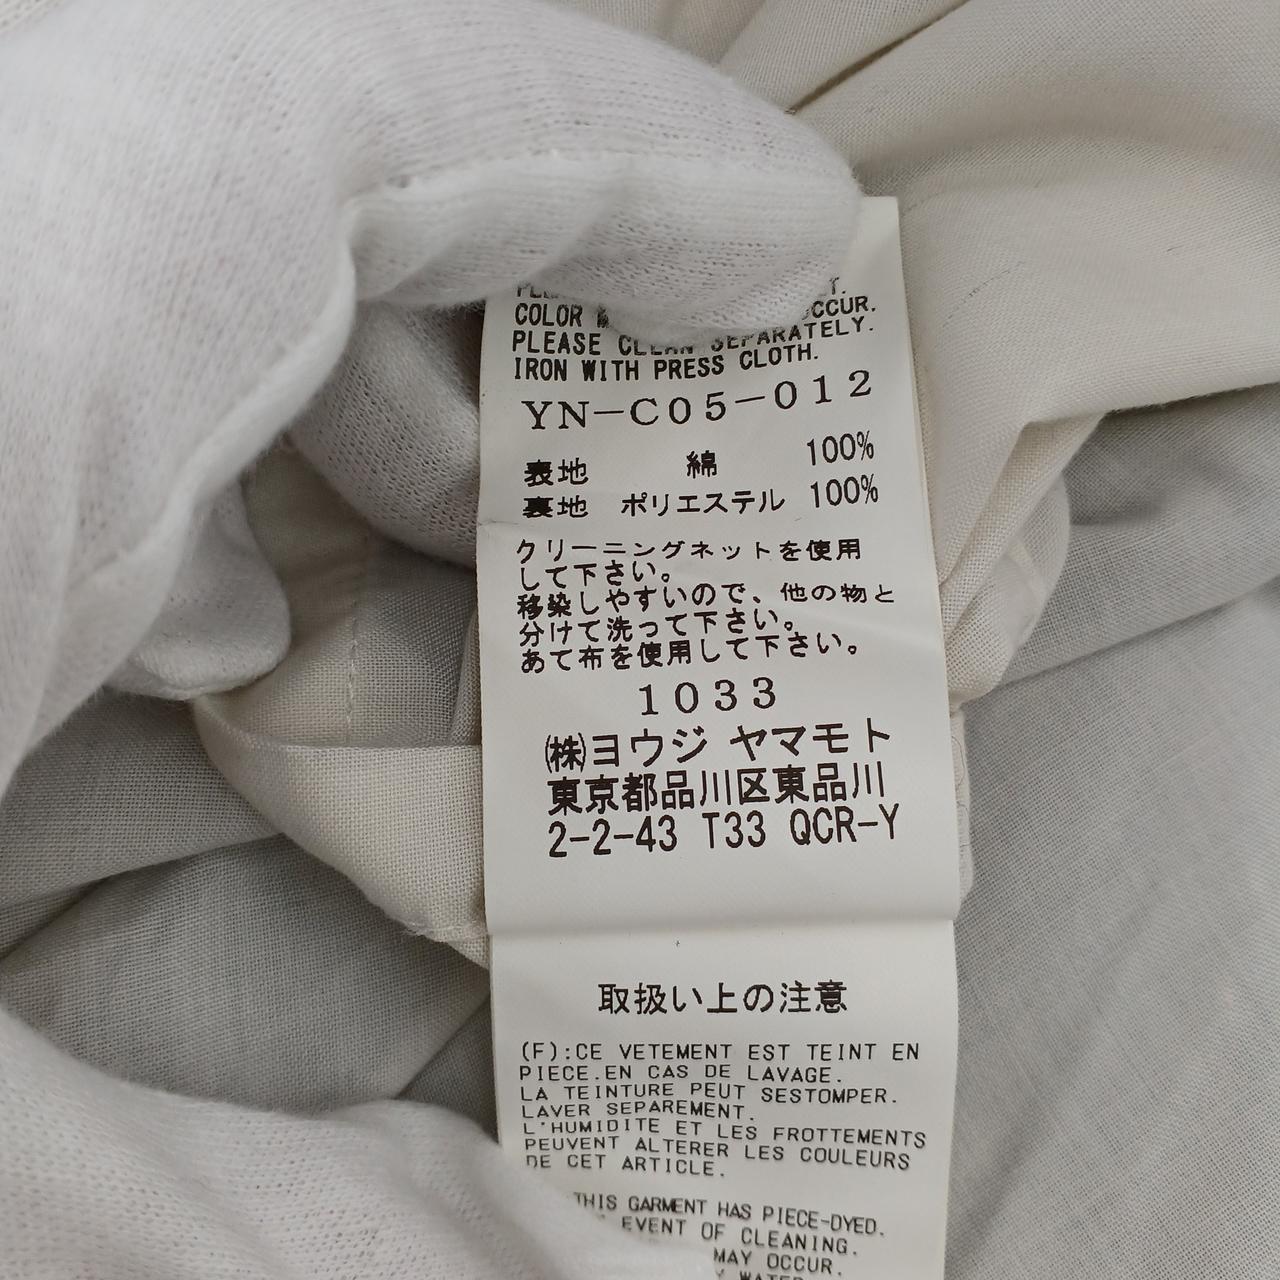 COLOR OCCUR.
PLEASE CLEAN SEPARATELY.
IRON WITH PRESS CLOTH.
YN-C05-012
表地 綿 100%
裏地 ポリエステル 100%
クリーニングネットを使用
して下さい。
移染しやすいので、他の物と
分けて洗って下さい。
あて布を使用して下さい。
1033
㈱ヨウジ ヤマモト
東京都品川区東品川
2-2-43 T33 QCR-Y
取扱い上の注意
(F):CE VETEMENT EST TEINT EN
PIECE.EN CAS DE LAVAGE.
LA TEINTURE PEUT SESTOMPER.
LAVER SEPAREMENT.
L'HUMIDITE ET LES FROTTEMENTS
PEUVENT ALTERER LES COULEURS
DE CET ARTICLE.
THIS GARMENT HAS PIECE-DYED.
EVENT OF CLEANING.
MAY OCCUR.